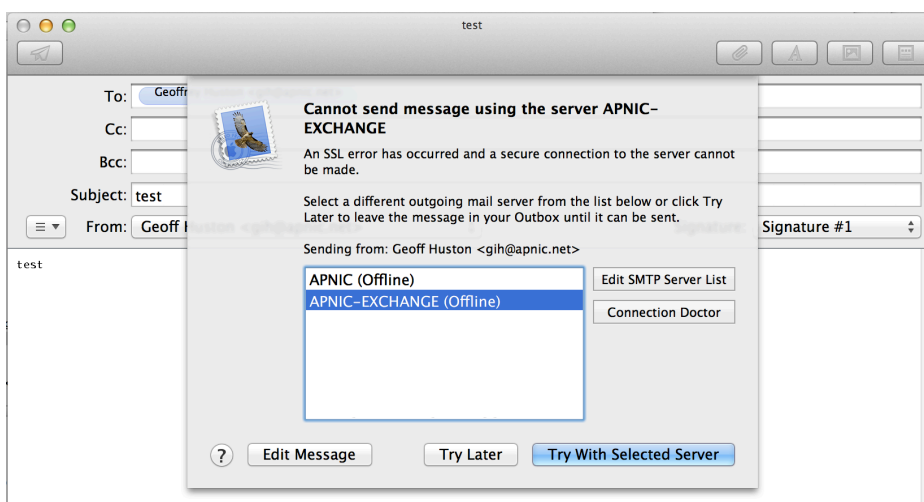 test
To: Geoffr
Cc:
Bcc:
Subject: test
From: Geoff H
Signature: Signature #1
test
Cannot send message using the server APNIC-
EXCHANGE
An SSL error has occurred and a secure connection to the server cannot
be made.
Select a different outgoing mail server from the list below or click Try
Later to leave the message in your Outbox until it can be sent.
Sending from: Geoff Huston <gih@apnic.net>
APNIC (Offline)
APNIC-EXCHANGE (Offline)
Edit SMTP Server List
Connection Doctor
? Edit Message Try Later Try With Selected Server